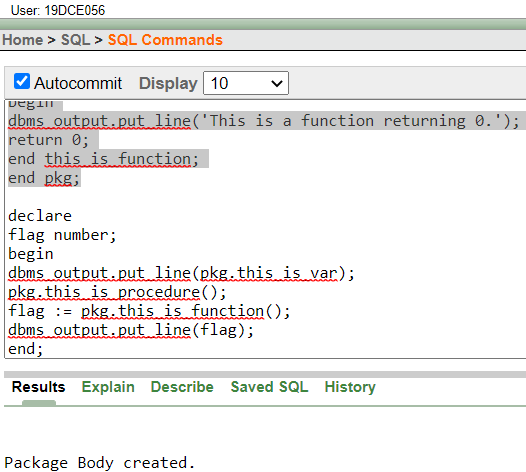 User: 19DCE056
Home > SQL > SQL Commands
Autocommit Display 10
begin
dbms_output.put_line('This is a function returning 0.');
return 0;
end this_is_function;
end pkg;
declare
flag number;
begin
dbms_output.put_line(pkg.this_is_var);
pkg.this_is_procedure();
flag := pkg.this_is_function();
dbms_output.put_line(flag);
end;
Results Explain Describe Saved SQL History
Package Body created.